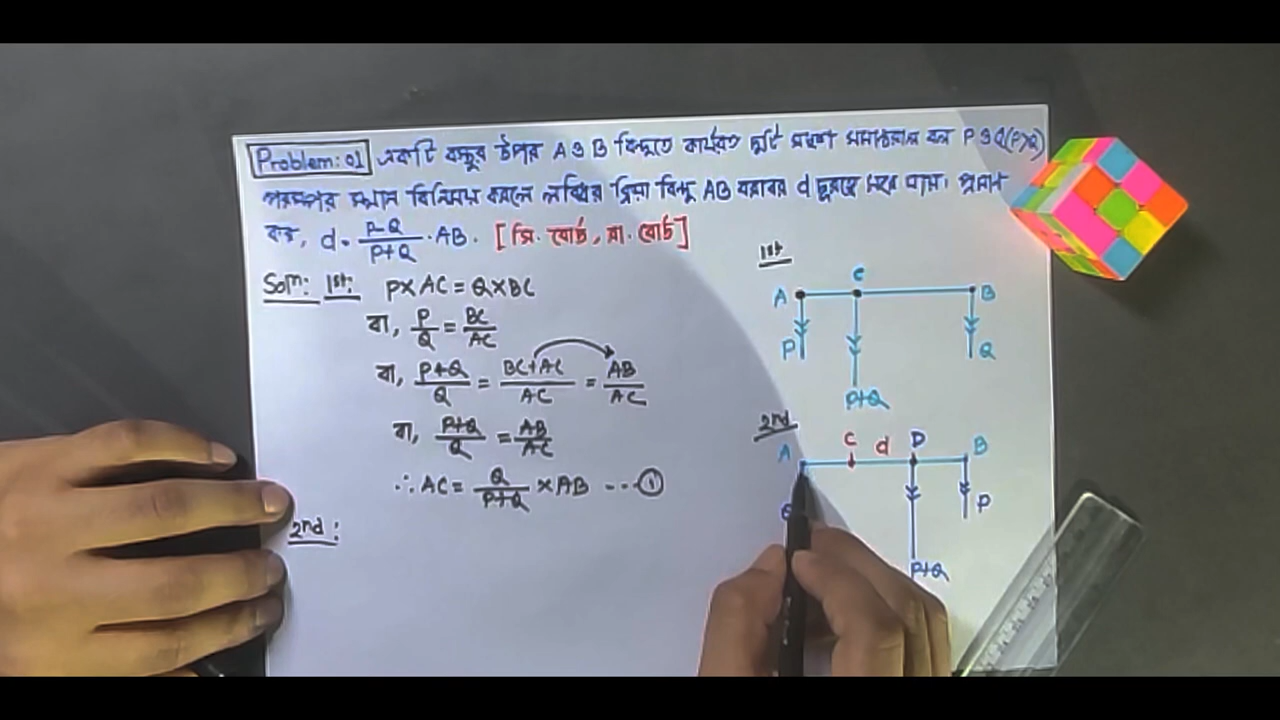 Problem: 01 একটি বস্তুর উপর A ও B বিন্দুতে কার্যরত দুটি সদৃশ সমান্তরাল বল P ও Q(P>Q)
পরস্পর স্থান বিনিময় করলে লব্ধির ক্রিয়া বিন্দু AB বরাবর d দূরত্বে সরে যায়। প্রমাণ
কর, d = P-Q/P+Q · AB. [সি. বোর্ড, রা. বোর্ড]
Solⁿ: 1st: P×AC = Q×BC
বা, P/Q = BC/AC
বা, P+Q/Q = BC+AC/AC = AB/AC
বা, P+Q/Q = AB/AC
∴ AC = Q/P+Q × AB ---①
2nd:
1st
A C B
P Q
P+Q
2nd
A C d D B
P
P+Q